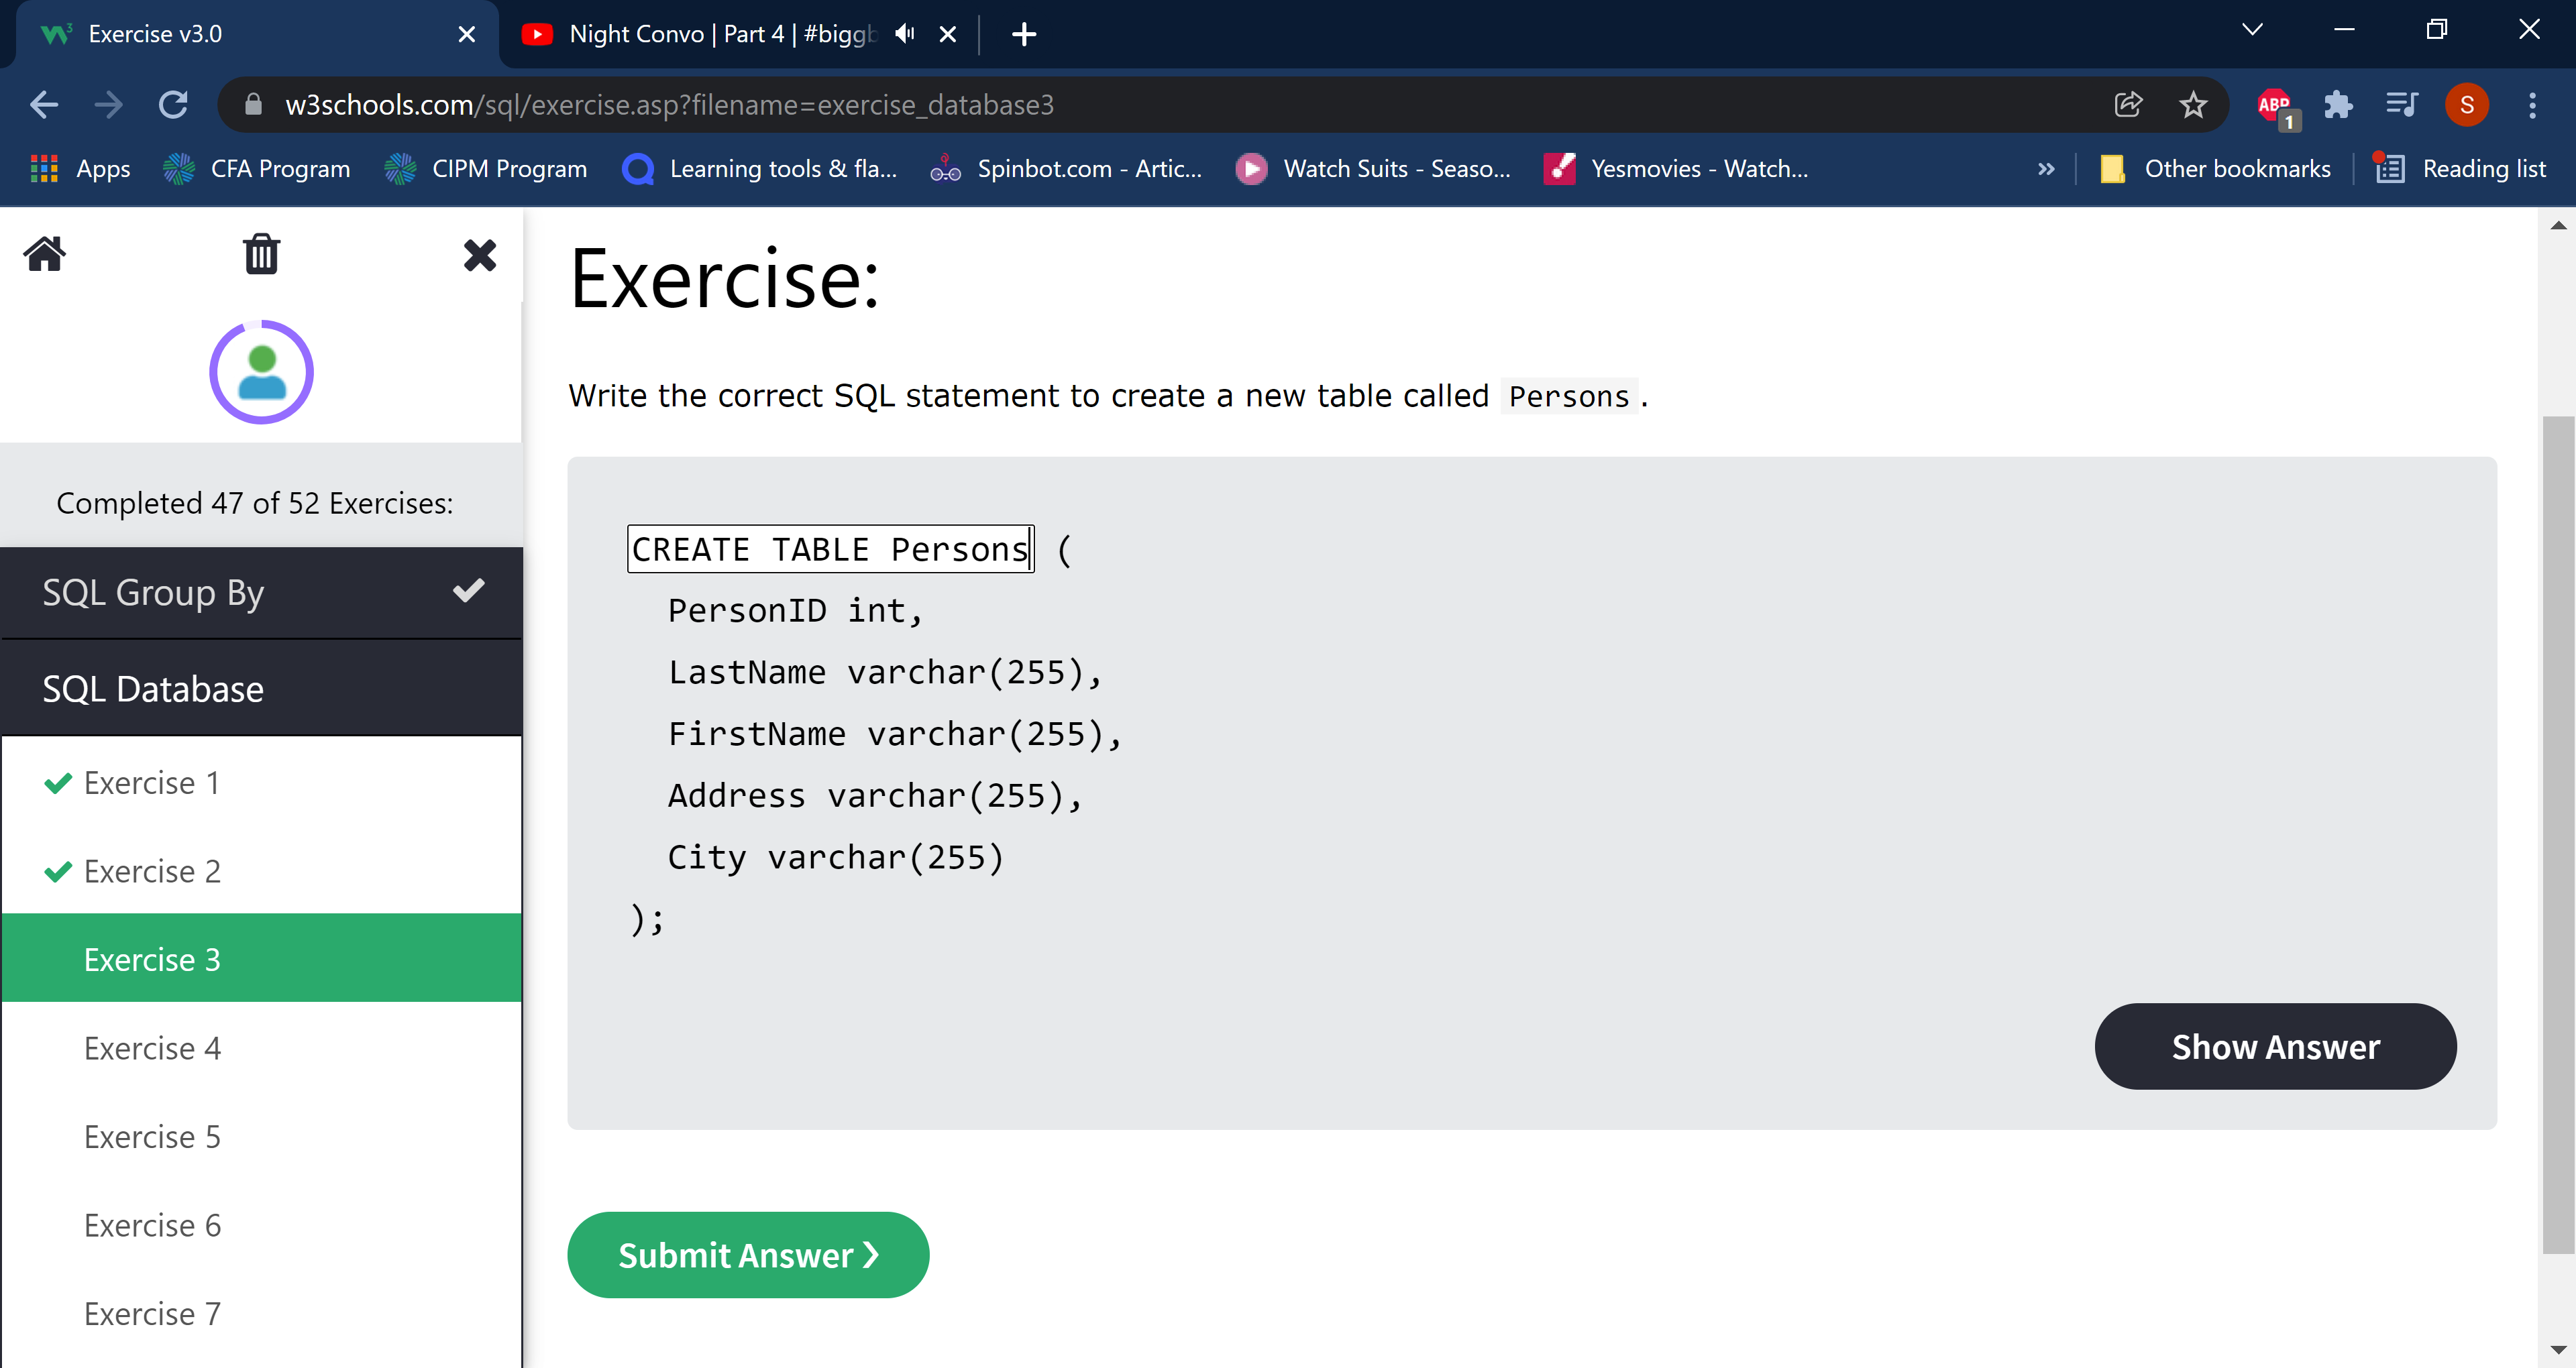 Exercise v3.0
Night Convo | Part 4 | #biggb
w3schools.com/sql/exercise.asp?filename=exercise_database3
ABP
1
S
Apps
CFA Program
CIPM Program
Learning tools & fla...
Spinbot.com - Artic...
Watch Suits - Seaso...
Yesmovies - Watch...
»
Other bookmarks
Reading list
Completed 47 of 52 Exercises:
SQL Group By
SQL Database
Exercise 1
Exercise 2
Exercise 3
Exercise 4
Exercise 5
Exercise 6
Exercise 7
Exercise:
Write the correct SQL statement to create a new table called Persons.
CREATE TABLE Persons (
PersonID int,
LastName varchar(255),
FirstName varchar(255),
Address varchar(255),
City varchar(255)
);
Show Answer
Submit Answer ❯